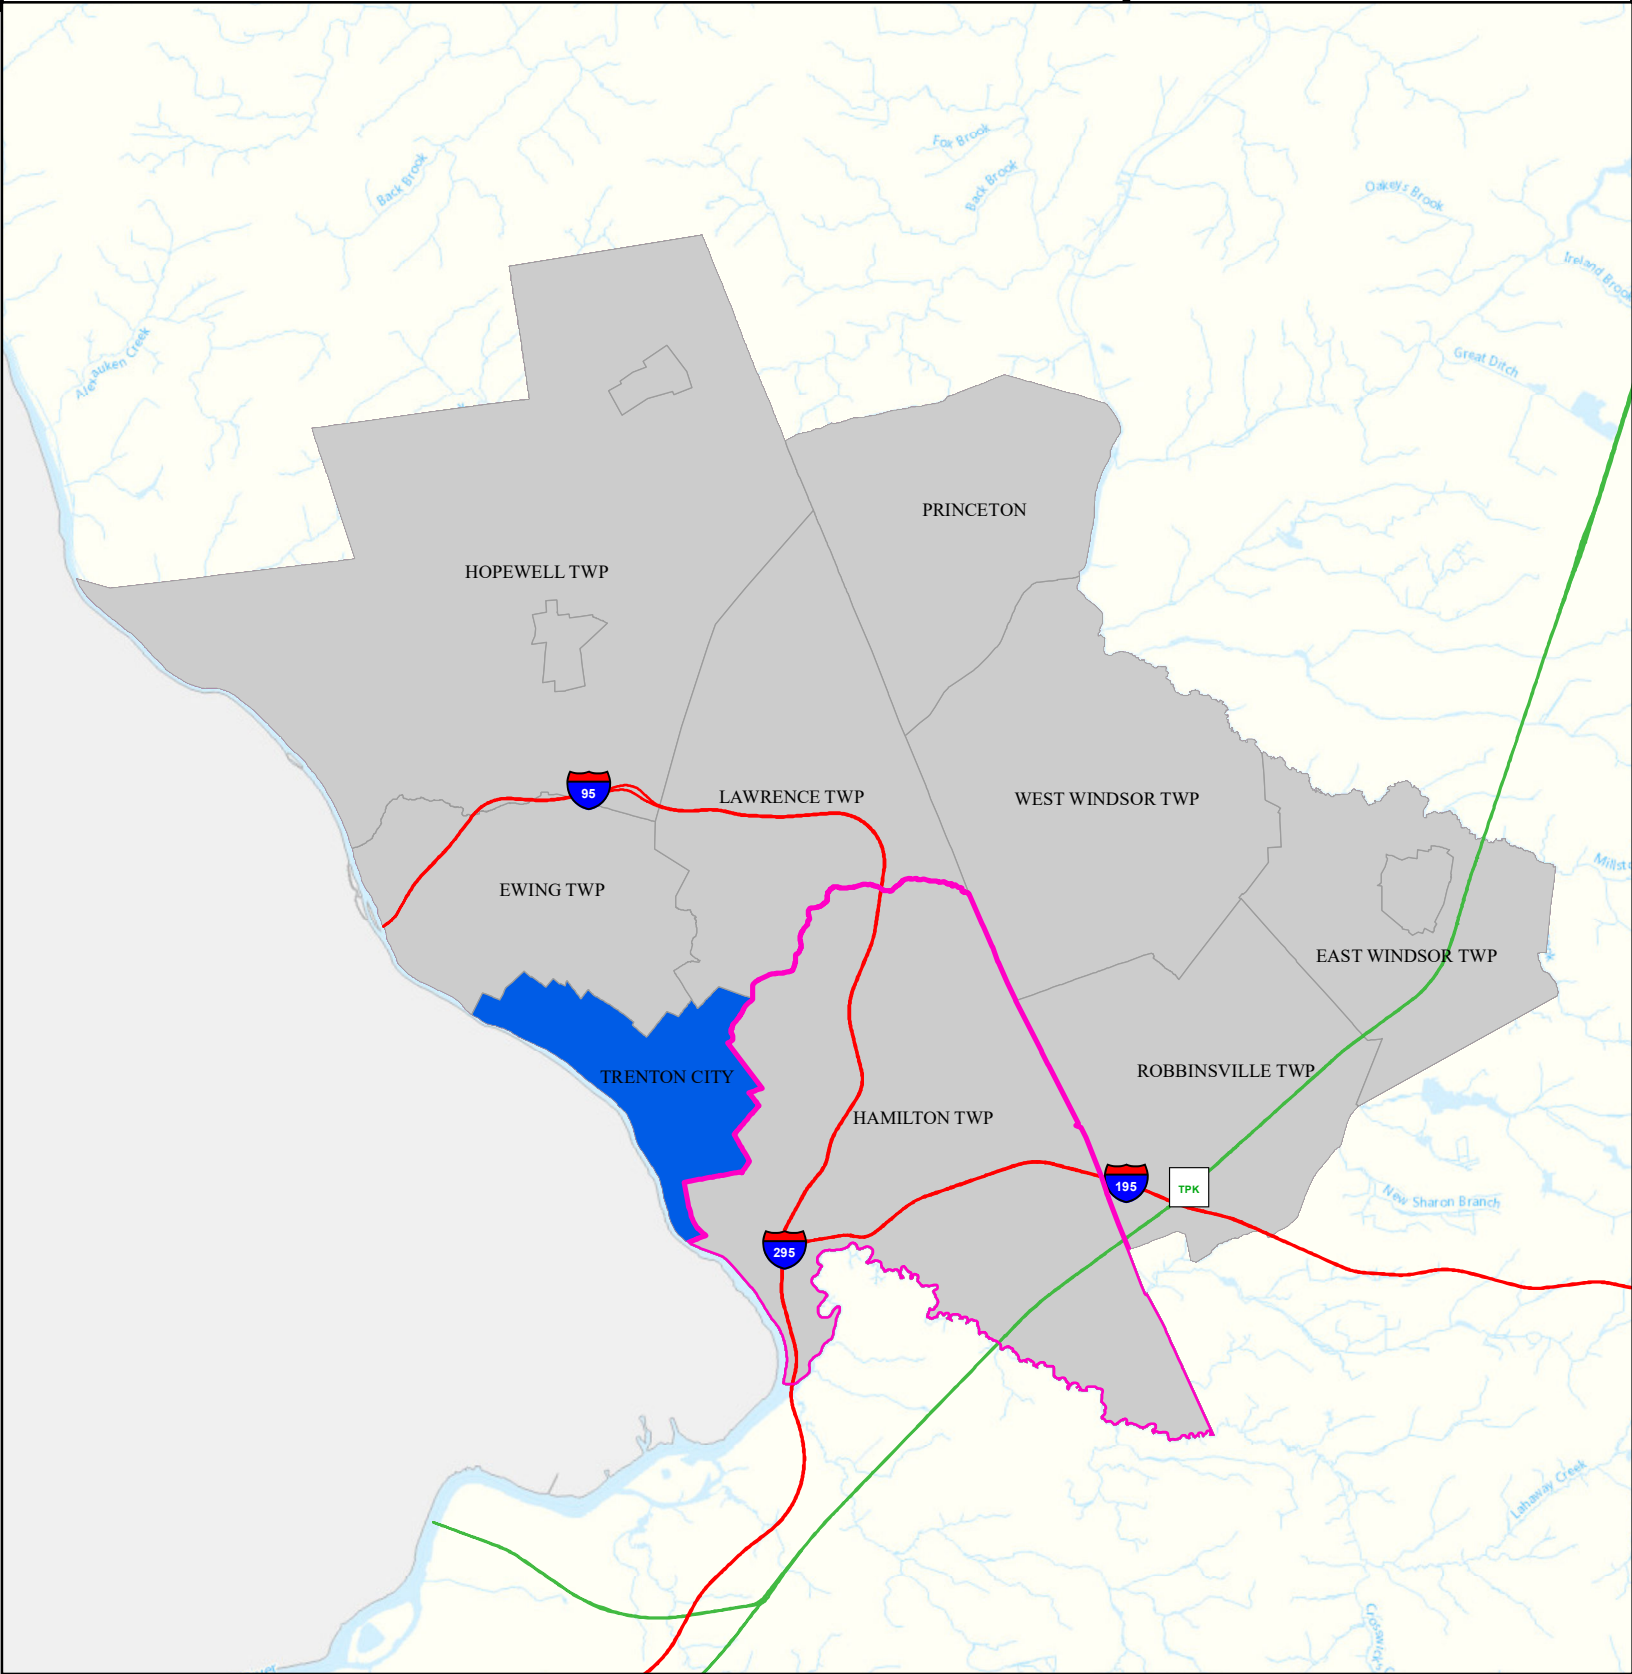 Fox Brook
Back Brook
Back Brook
Oakeys Brook
Ireland Brook
Alexauken Creek
Great Ditch
PRINCETON
HOPEWELL TWP
95
LAWRENCE TWP
WEST WINDSOR TWP
EWING TWP
EAST WINDSOR TWP
TRENTON CITY
ROBBINSVILLE TWP
HAMILTON TWP
195
TPK
New Sharon Branch
295
Lahaway Creek